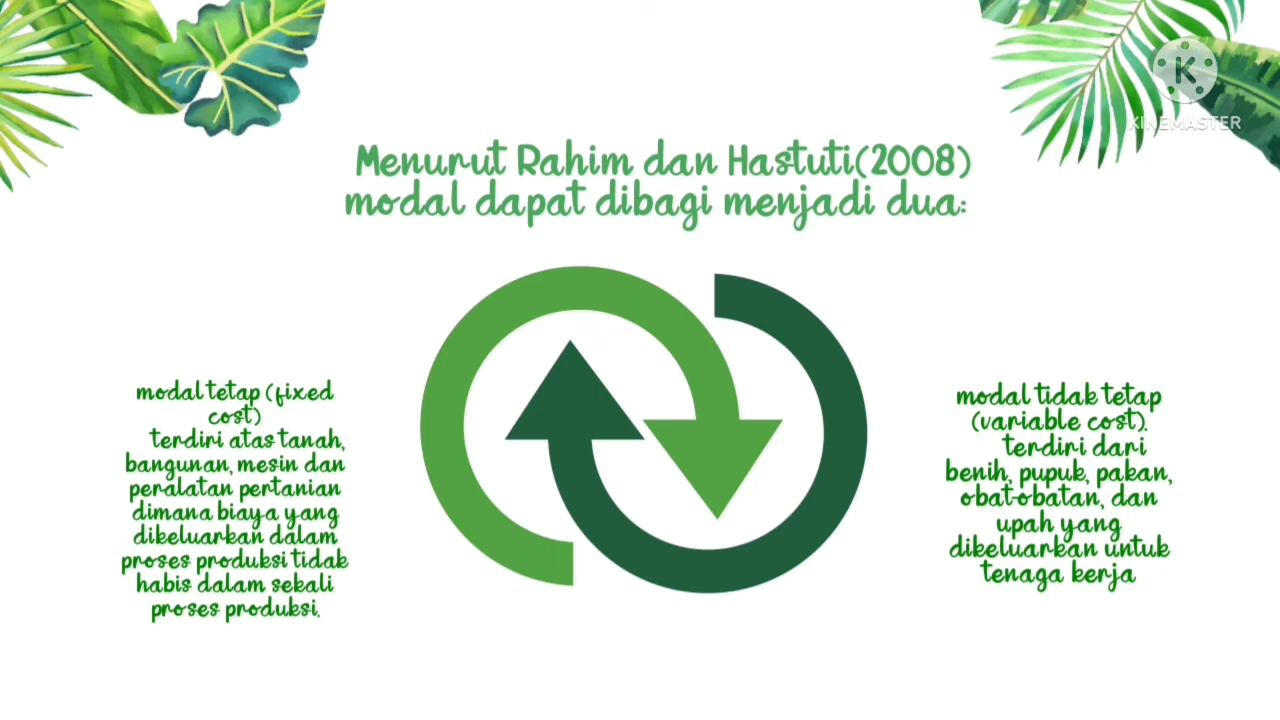 Menurut Rahim dan Hastuti(2008)
modal dapat dibagi menjadi dua:
modal tetap (fixed
cost)
terdiri atas tanah,
bangunan, mesin dan
peralatan pertanian
dimana biaya yang
dikeluarkan dalam
proses produksi tidak
habis dalam sekali
proses produksi.
modal tidak tetap
(variable cost).
terdiri dari
benih, pupuk, pakan,
obat-obatan, dan
upah yang
dikeluarkan untuk
tenaga kerja
K
KINEMASTER